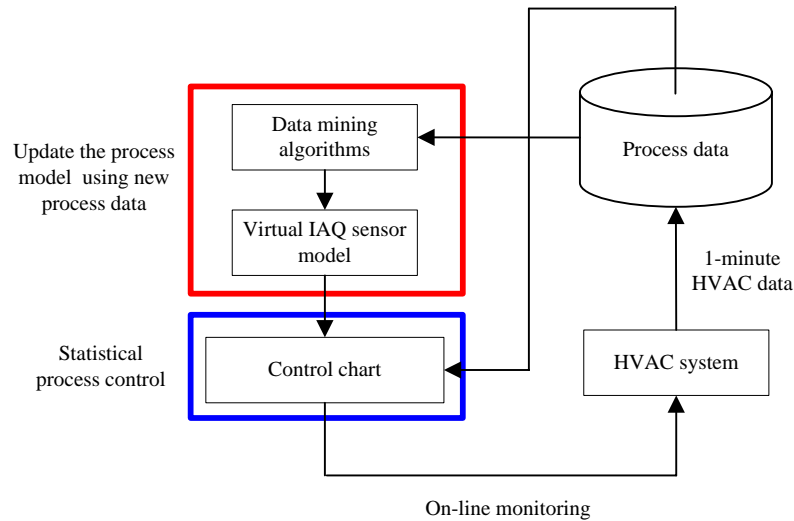 Update the process
model using new
process data
Data mining
algorithms
Virtual IAQ sensor
model
Process data
1-minute
HVAC data
Statistical
process control
Control chart
HVAC system
On-line monitoring